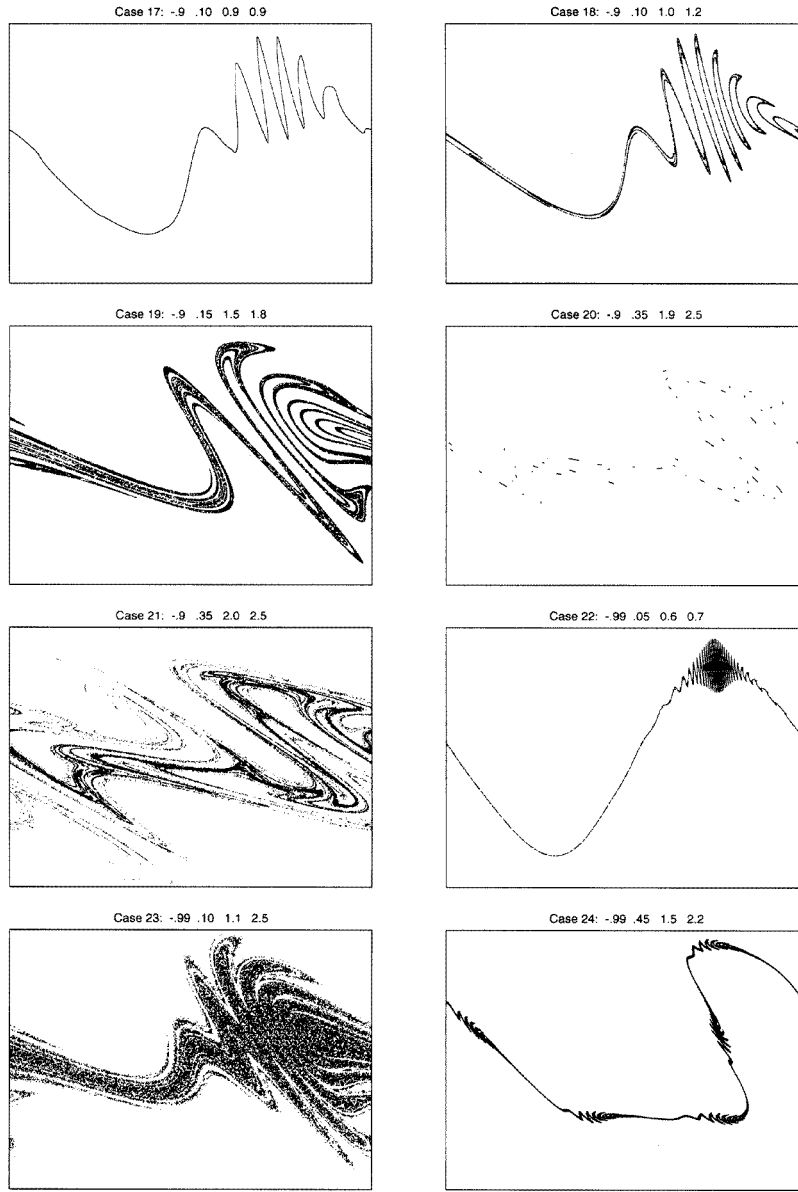 Case 17: -.9 .10 0.9 0.9
Case 18: -.9 .10 1.0 1.2
Case 19: -.9 .15 1.5 1.8
Case 20: -.9 .35 1.9 2.5
Case 21: -.9 .35 2.0 2.5
Case 22: -.99 .05 0.6 0.7
Case 23: -.99 .10 1.1 2.5
Case 24: -.99 .45 1.5 2.2